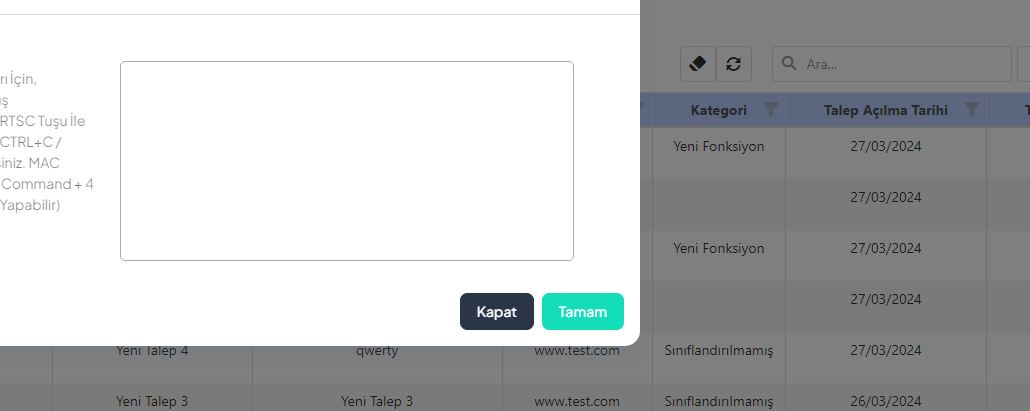 rı İçin,
ış
RTSC Tuşu İle
CTRL+C /
siniz. MAC
Command + 4
Yapabilir)
Kapat Tamam
Ara...
Kategori Talep Açılma Tarihi T
Yeni Fonksiyon 27/03/2024
27/03/2024
Yeni Fonksiyon 27/03/2024
27/03/2024
Yeni Talep 4 qwerty www.test.com Sınıflandırılmamış 27/03/2024
Yeni Talep 3 Yeni Talep 3 www.test.com Sınıflandırılmamış 26/03/2024